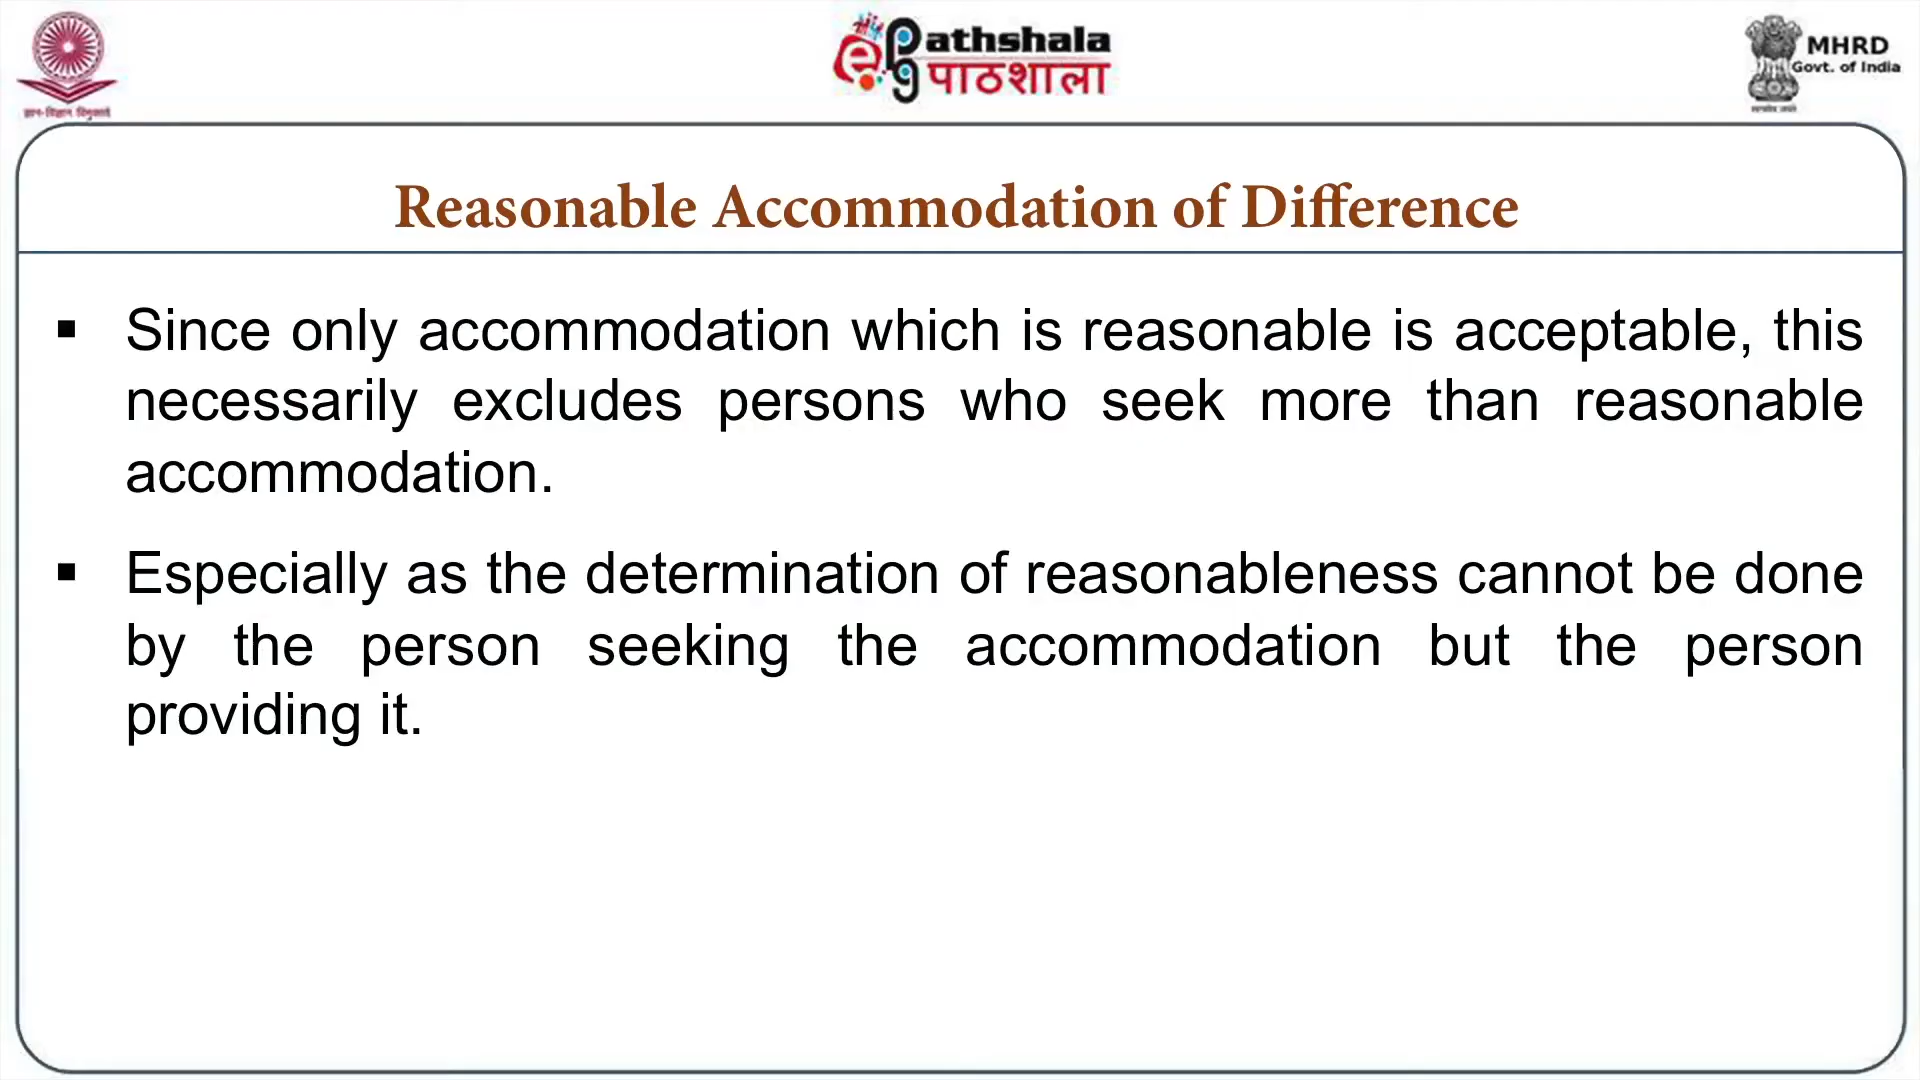 ePG Pathshala
पाठशाला
MHRD
Govt. of India
Reasonable Accommodation of Difference
▪ Since only accommodation which is reasonable is acceptable, this
necessarily excludes persons who seek more than reasonable
accommodation.
▪ Especially as the determination of reasonableness cannot be done
by the person seeking the accommodation but the person
providing it.